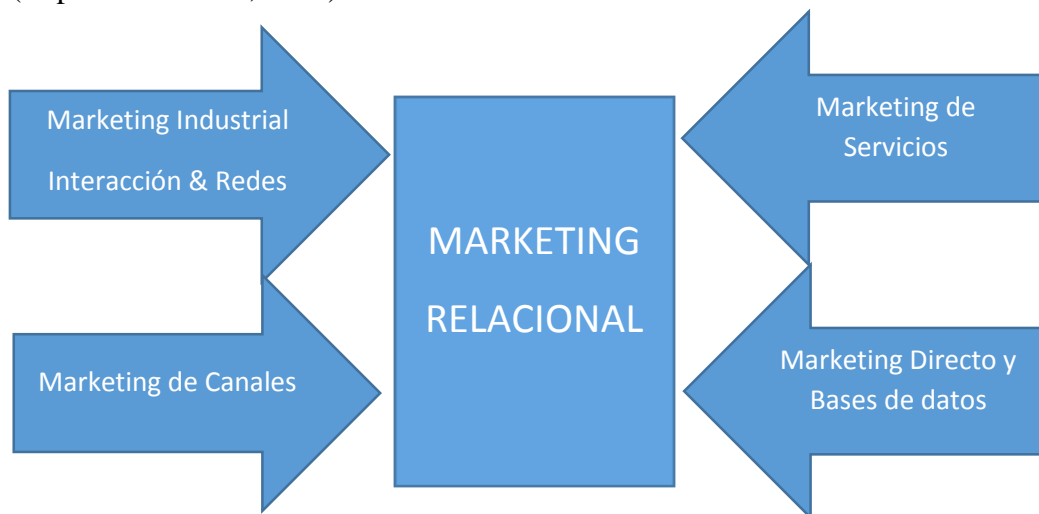 Marketing Industrial
Interacción & Redes
Marketing de Canales
MARKETING
RELACIONAL
Marketing de
Servicios
Marketing Directo y
Bases de datos